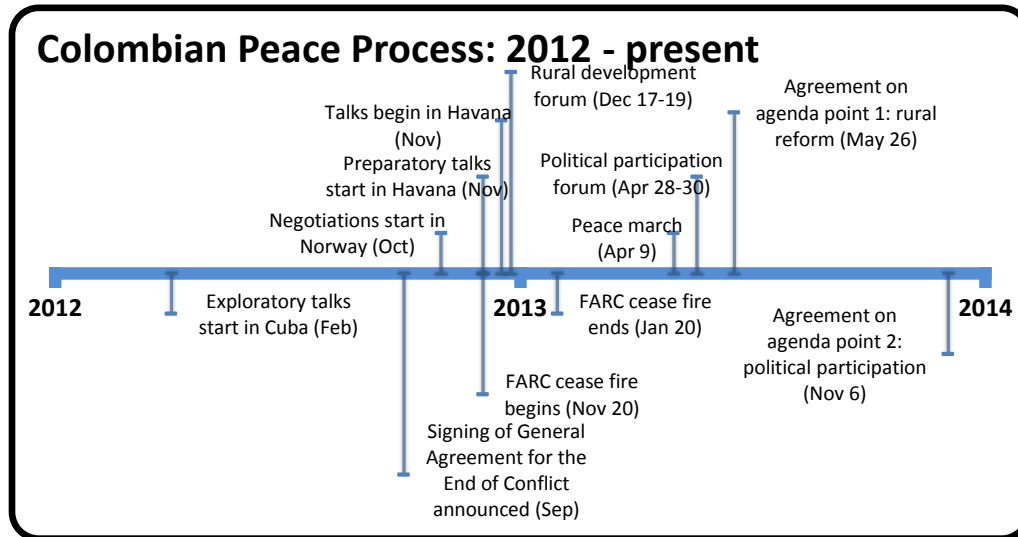 Colombian Peace Process: 2012 - present
Rural development
forum (Dec 17-19)
Agreement on
agenda point 1: rural
reform (May 26)
Talks begin in Havana
(Nov)
Preparatory talks
start in Havana (Nov)
Political participation
forum (Apr 28-30)
Negotiations start in
Norway (Oct)
Peace march
(Apr 9)
2012
2013
2014
Exploratory talks
start in Cuba (Feb)
FARC cease fire
ends (Jan 20)
Agreement on
agenda point 2:
political participation
(Nov 6)
FARC cease fire
begins (Nov 20)
Signing of General
Agreement for the
End of Conflict
announced (Sep)